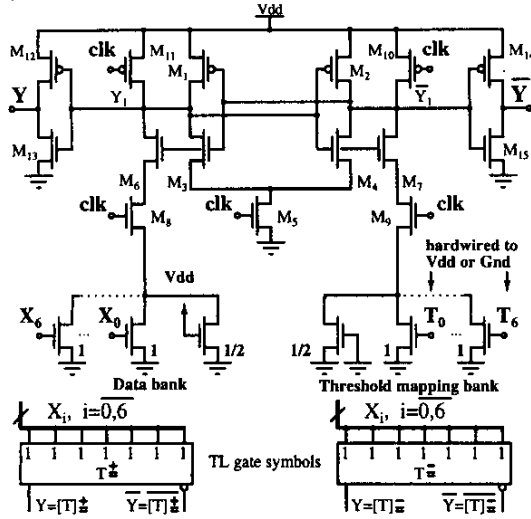 Vdd
M12 clk M11 M1 M2 M10 clk M14
Y Y1 Y1 Y
M13 M6 M3 M4 M7 M15
clk M8 clk M5 M9 clk
hardwired to
Vdd or Gnd
Vdd
X6 ... X0 T0 ... T6
1 1 1/2 1/2 1 1
Data bank Threshold mapping bank
Xi, i=0,6 Xi, i=0,6
1 1 1 1 1 1 1 1 1 1 1 1 1 1
T± TL gate symbols T=
Y=[T]± Y=[T]± Y=[T]= Y=[T]=